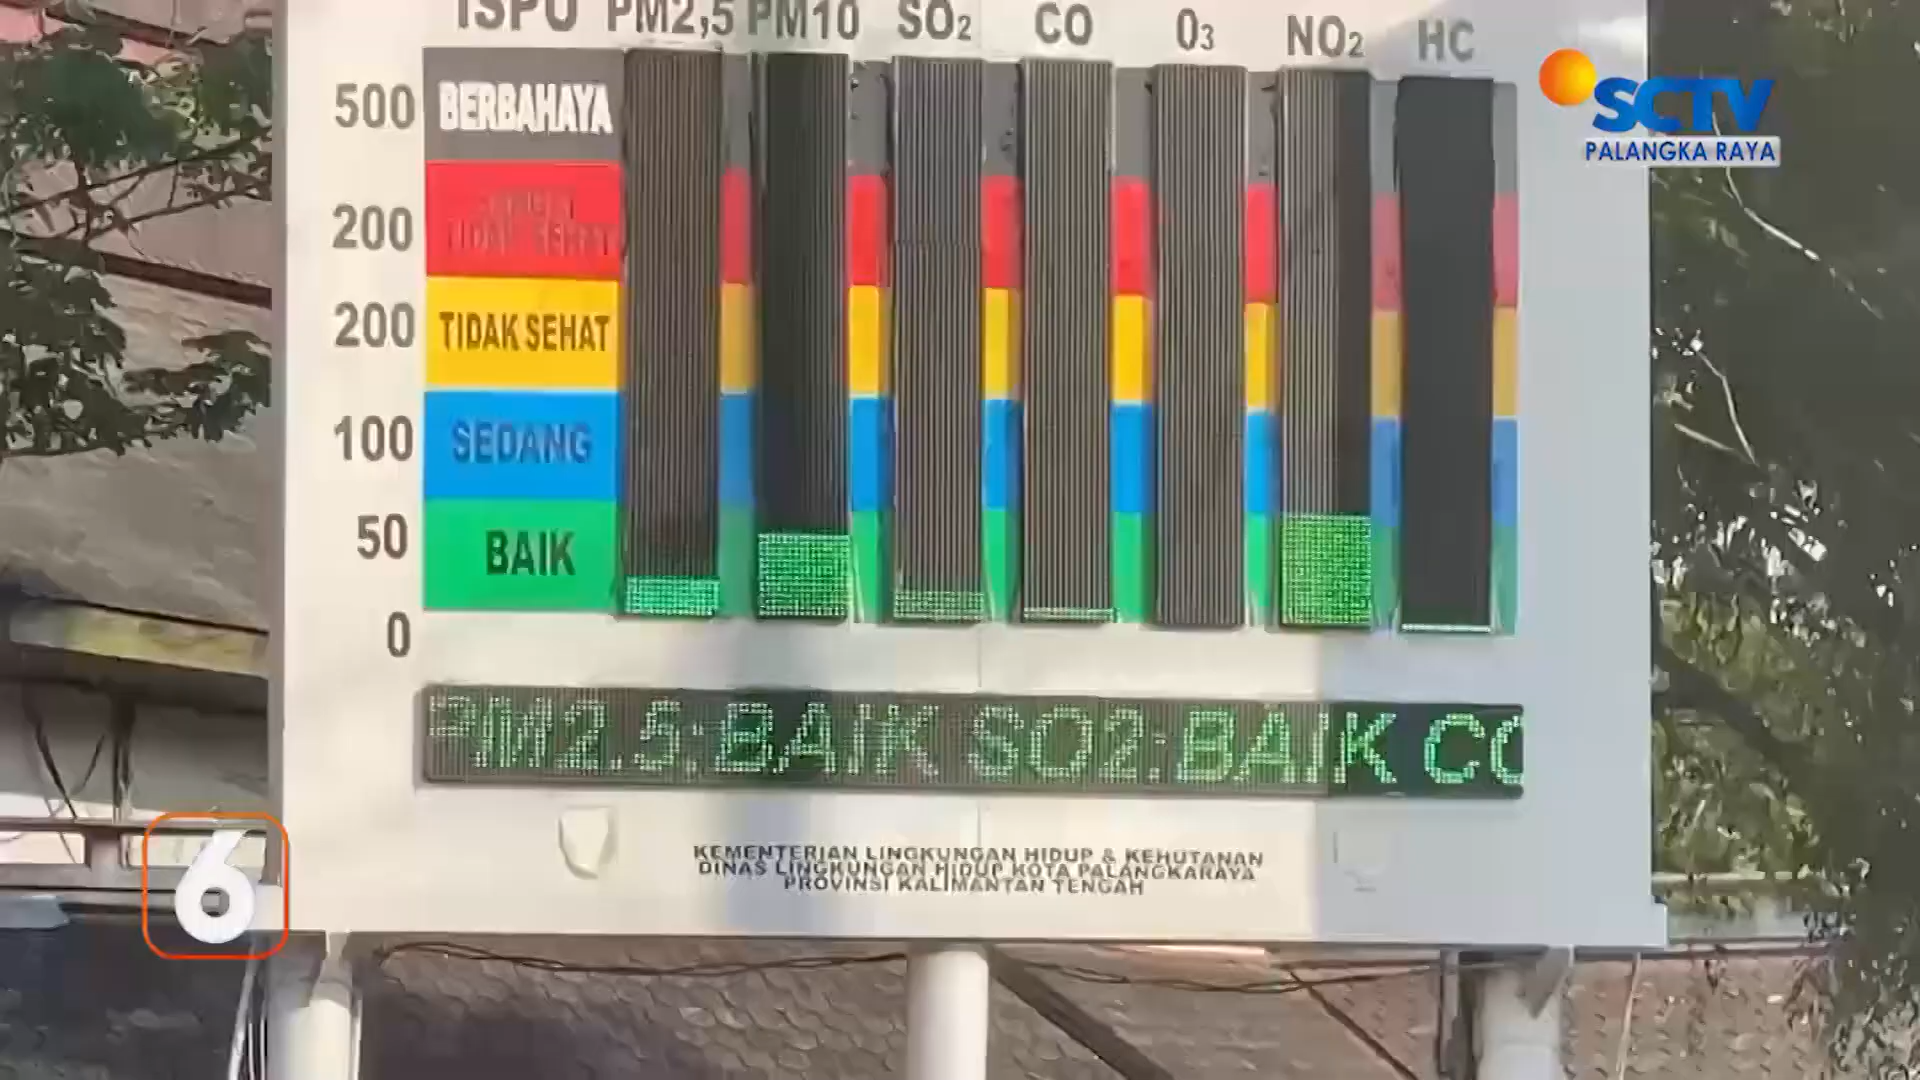 ISPU PM2,5 PM10 SO2 CO O3 NO2 HC
SCTV
PALANGKA RAYA
500 BERBAHAYA
200 TIDAK SEHAT
200 TIDAK SEHAT
100 SEDANG
50 BAIK
0
PM2.5:BAIK SO2:BAIK CO
KEMENTERIAN LINGKUNGAN HIDUP & KEHUTANAN
DINAS LINGKUNGAN HIDUP KOTA PALANGKARAYA
PROVINSI KALIMANTAN TENGAH
6